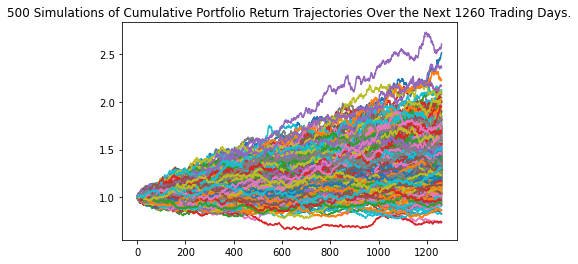 500 Simulations of Cumulative Portfolio Return Trajectories Over the Next 1260 Trading Days.
2.5
2.0
1.5
1.0
0 200 400 600 800 1000 1200